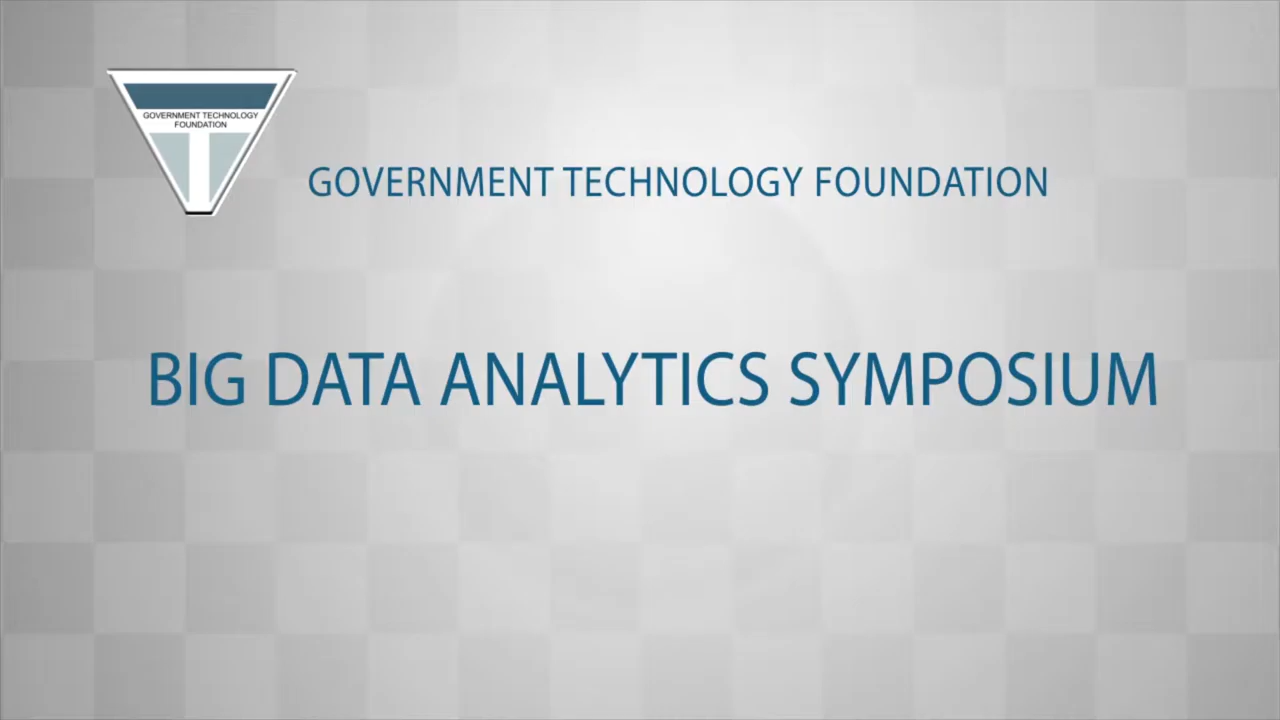 GOVERNMENT TECHNOLOGY
FOUNDATION
GOVERNMENT TECHNOLOGY FOUNDATION
BIG DATA ANALYTICS SYMPOSIUM